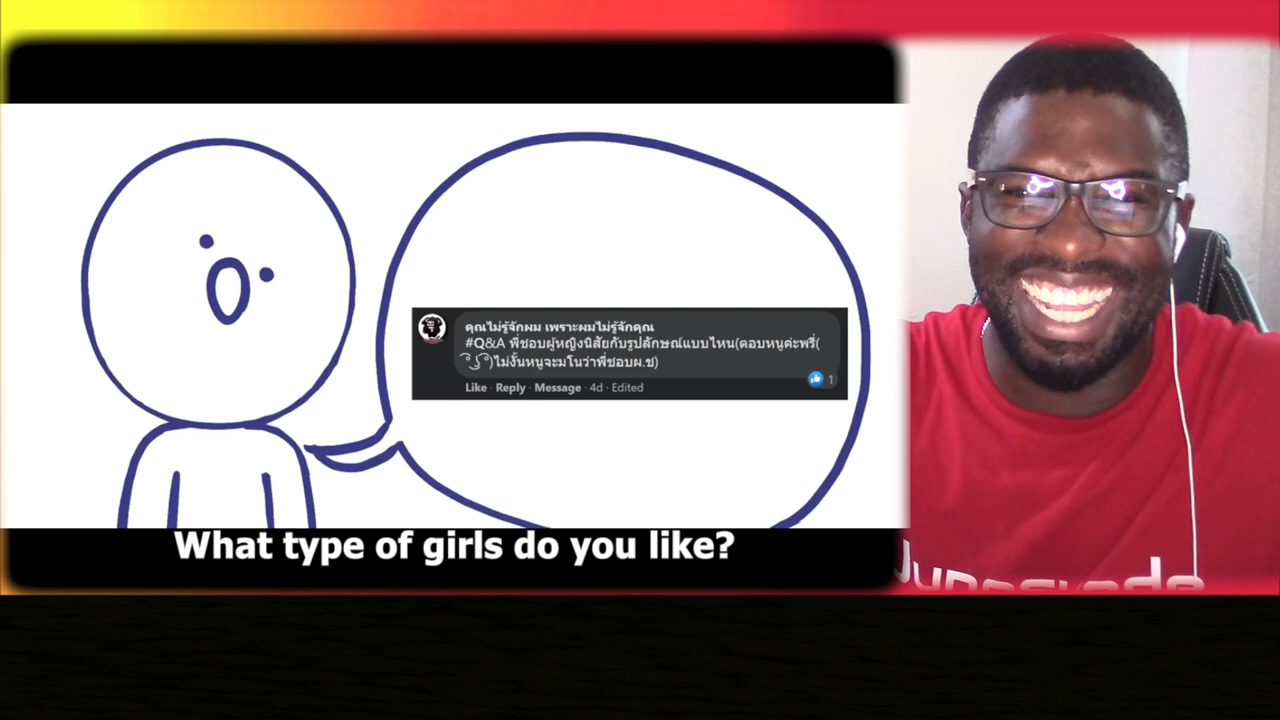 คุณไม่รู้จักผม เพราะผมไม่รู้จักคุณ
#Q&A พี่ชอบผู้หญิงนิสัยกับรูปลักษณ์แบบไหน(ตอบหนูค่ะพรี่(
͡° ͜ʖ ͡°)ไม่งั้นหนูจะมโนว่าพี่ชอบผ.ช)
Like · Reply · Message · 4d · Edited
1
What type of girls do you like?